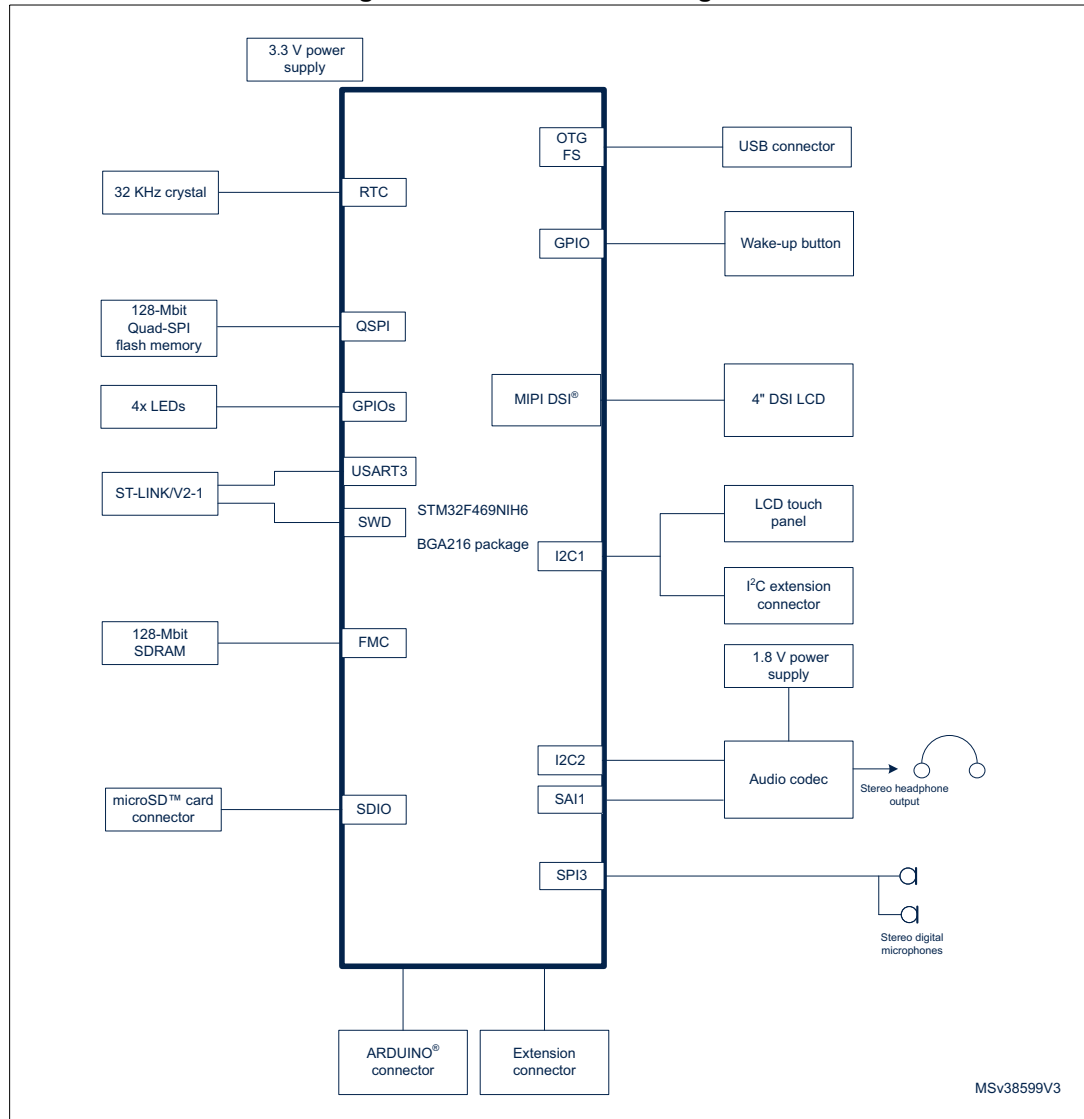 3.3 V power
supply
OTG
FS
USB connector
32 KHz crystal
RTC
GPIO
Wake-up button
128-Mbit
Quad-SPI
flash memory
QSPI
MIPI DSI®
4" DSI LCD
4x LEDs
GPIOs
USART3
ST-LINK/V2-1
SWD
STM32F469NIH6
BGA216 package
LCD touch
panel
I2C1
I²C extension
connector
128-Mbit
SDRAM
FMC
1.8 V power
supply
I2C2
SAI1
Audio codec
Stereo headphone
output
microSD™ card
connector
SDIO
SPI3
Stereo digital
microphones
ARDUINO®
connector
Extension
connector
MSv38599V3